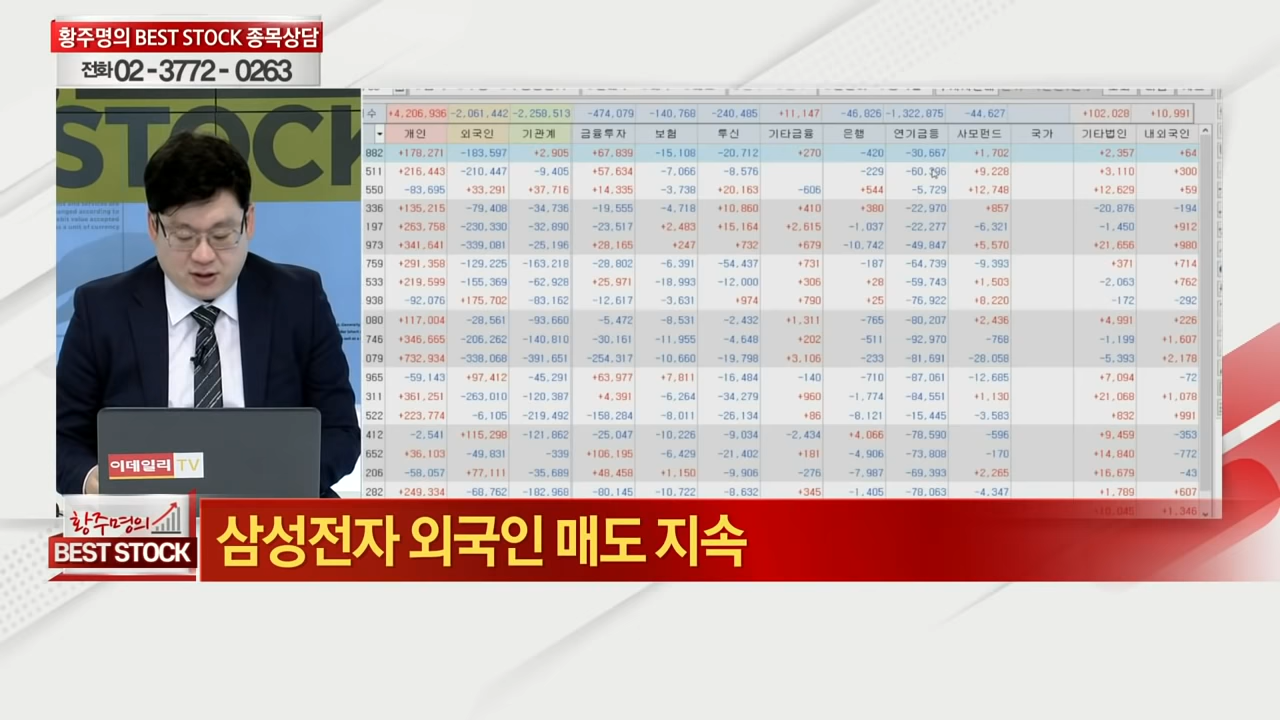 황주명의 BEST STOCK 종목상담
전화 02-3772-0263
STOCK
수 +4,206,936 -2,061,442 -2,258,513 -474,079 -140,768 -240,485 +11,147 -46,826 -1,322,875 -44,627 +102,028 +10,991
개인 외국인 기관계 금융투자 보험 투신 기타금융 은행 연기금등 사모펀드 국가 기타법인 내외국인
882 +178,271 -183,597 +2,905 +67,839 -15,108 -20,712 +270 -420 -30,667 +1,702 +2,357 +64
511 +216,443 -210,447 -9,405 +57,634 -7,066 -8,576 -229 +9,228 +3,110 +300
550 -83,695 +33,291 +37,716 +14,335 -3,738 +20,163 -606 +544 -5,729 +12,748 +12,629 +59
336 +135,215 -79,408 -34,736 -19,555 -4,718 +10,860 +410 +380 -22,970 +857 -20,876 -194
197 +263,758 -230,330 -32,890 -23,517 +2,483 +15,164 +2,615 -1,037 -22,277 -6,321 -1,450 +912
973 +341,641 -339,081 -25,196 +28,165 +247 +732 +679 -10,742 -49,847 +5,570 +21,656 +980
759 +291,358 -129,225 -163,218 -28,802 -6,391 -54,437 +731 -187 -64,739 -9,393 +371 +714
533 +219,599 -155,369 -62,928 +25,971 -18,993 -12,000 +306 +28 -59,743 +1,503 -2,063 +762
938 -92,076 +175,702 -83,162 -12,617 -3,631 +974 +790 +25 -76,922 +8,220 -172 -292
080 +117,004 -28,561 -93,660 -5,472 -8,531 -2,432 +1,311 -765 -80,207 +2,436 +4,991 +226
746 +346,665 -206,262 -140,810 -30,161 -11,955 -4,648 +202 -511 -92,970 -768 -1,199 +1,607
079 +732,934 -338,068 -391,651 -254,317 -10,660 -19,798 +3,106 -233 -81,691 -28,058 -5,393 +2,178
965 -59,143 +97,412 -45,291 +63,977 +7,811 -16,484 -140 -710 -87,061 -12,685 +7,094 -72
311 +361,251 -263,010 -120,387 +4,391 -6,264 -34,279 +960 -1,774 -84,551 +1,130 +21,068 +1,078
522 +223,774 -6,105 -219,492 -158,284 -8,011 -26,134 +86 -8,121 -15,445 -3,583 +832 +991
412 -2,541 +115,298 -121,862 -25,047 -10,226 -9,034 -2,434 +4,066 -78,590 -596 +9,459 -353
652 +36,103 -49,831 -339 +106,195 -6,429 -21,402 +181 -4,906 -73,808 -170 +14,840 -772
206 -58,057 +77,111 -35,689 +48,458 +1,150 -9,906 -276 -7,987 -69,393 +2,265 +16,679 -43
282 +249,334 -68,762 -182,968 -80,145 -10,722 -8,632 +345 -1,405 -78,063 -4,347 +1,789 +607
+1,346
이데일리 TV
황주명의
BEST STOCK
삼성전자 외국인 매도 지속